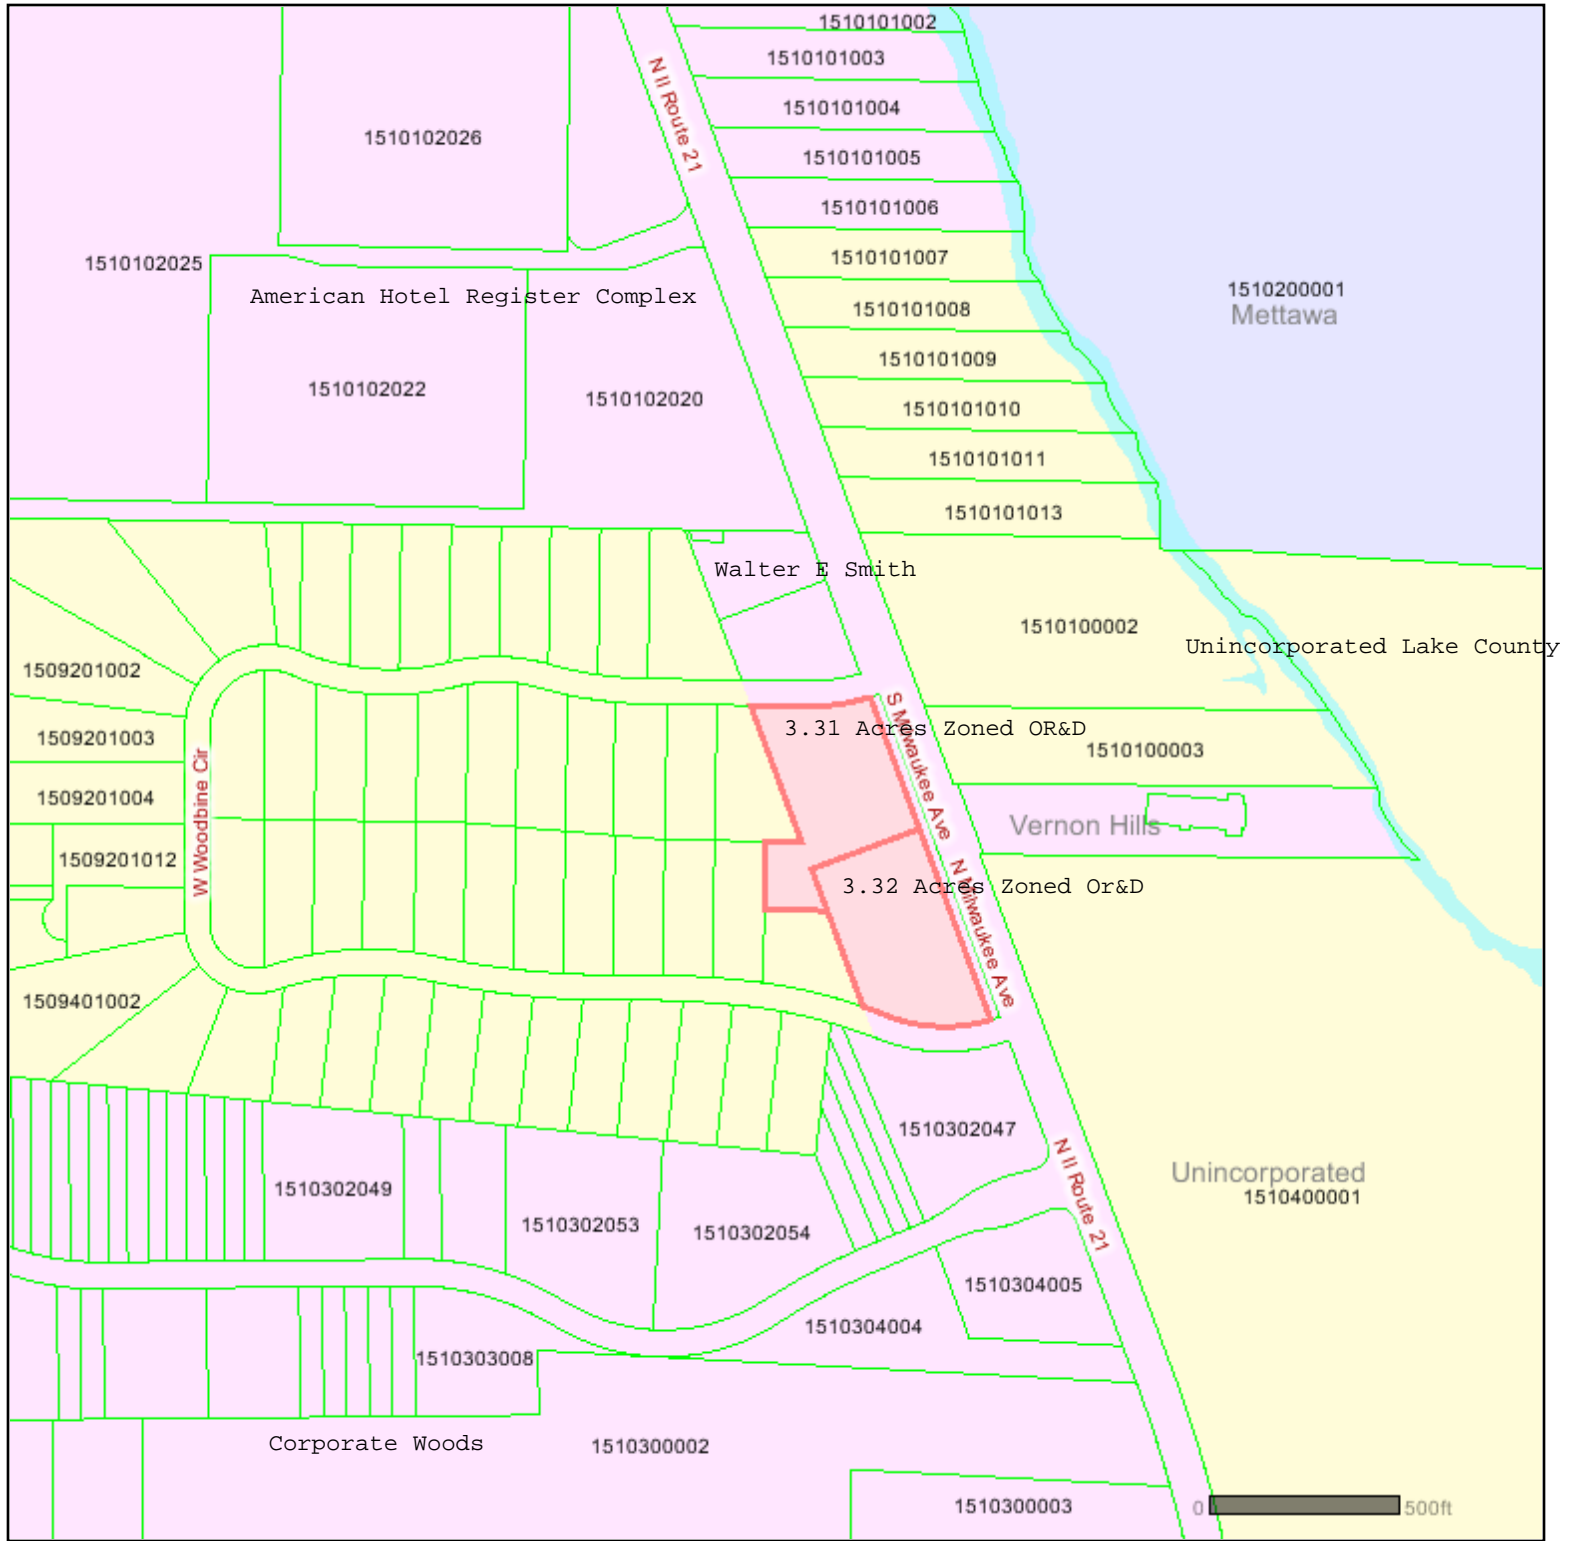 1510101002
1510101003
N Il Route 21
1510101004
1510102026
1510101005
1510101006
1510101007
1510102025
1510200001
Mettawa
American Hotel Register Complex
1510101008
1510101009
1510102022
1510102020
1510101010
1510101011
1510101013
Walter E Smith
1510100002
Unincorporated Lake County
1509201002
3.31 Acres Zoned OR&D
S Milwaukee Ave
1509201003
1510100003
1509201004
W Woodbine Cir
Vernon Hills
1509201012
3.32 Acres Zoned Or&D
N Milwaukee Ave
1509401002
1510302047
N Il Route 21
Unincorporated
1510400001
1510302049
1510302053
1510302054
1510304005
1510304004
1510303008
Corporate Woods
1510300002
1510300003
0 500ft